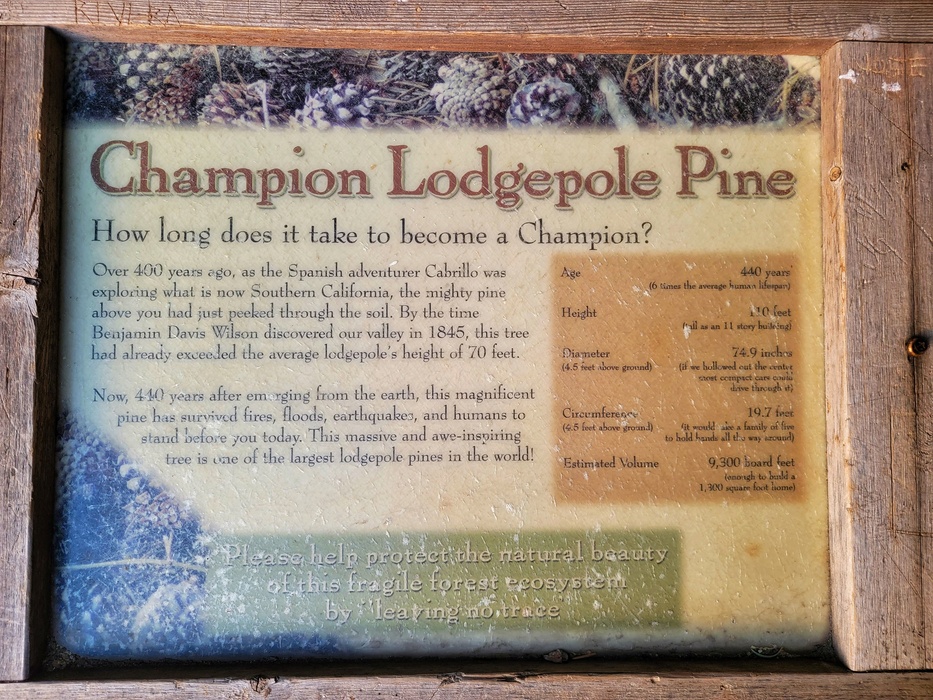 RIVERA
Champion Lodgepole Pine
How long does it take to become a Champion?
Over 400 years ago, as the Spanish adventurer Cabrillo was
exploring what is now Southern California, the mighty pine
above you had just peeked through the soil. By the time
Benjamin Davis Wilson discovered our valley in 1845, this tree
had already exceeded the average lodgepole's height of 70 feet.
Now, 440 years after emerging from the earth, this magnificent
pine has survived fires, floods, earthquakes, and humans to
stand before you today. This massive and awe-inspiring
tree is one of the largest lodgepole pines in the world!
Age 440 years
(6 times the average human lifespan)
Height 110 feet
(tall as an 11 story building)
Diameter 74.9 inches
(4.5 feet above ground) (if we hollowed out the center
most compact cars could
drive through it)
Circumference 19.7 feet
(4.5 feet above ground) (it would take a family of five
to hold hands all the way around)
Estimated Volume 9,300 board feet
(enough to build a
1,300 square foot home)
Please help protect the natural beauty
of this fragile forest ecosystem
by "leaving no trace